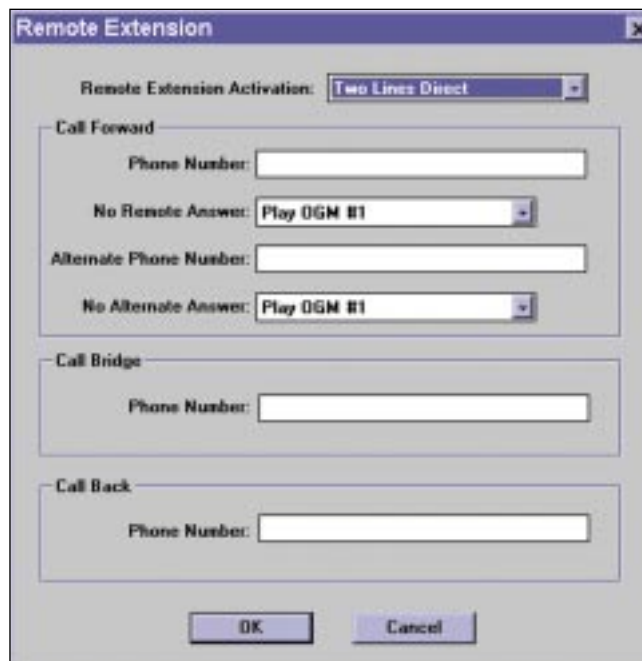 Remote Extension
Remote Extension Activation: Two Lines Direct
Call Forward
Phone Number:
No Remote Answer: Play OGM #1
Alternate Phone Number:
No Alternate Answer: Play OGM #1
Call Bridge
Phone Number:
Call Back
Phone Number:
OK Cancel